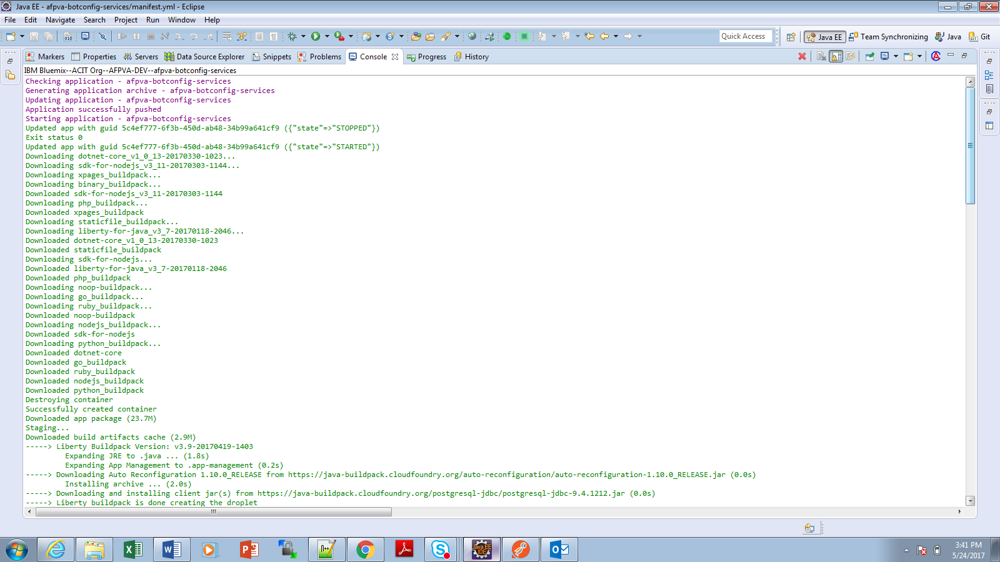 Java EE - afpva-botconfig-services/manifest.yml - Eclipse
File Edit Navigate Search Project Run Window Help
Quick Access
Java EE
Team Synchronizing
Java
Git
Markers Properties Servers Data Source Explorer Snippets Problems Console Progress History
IBM Bluemix--ACIT Org--AFPVA-DEV--afpva-botconfig-services
Checking application - afpva-botconfig-services
Generating application archive - afpva-botconfig-services
Updating application - afpva-botconfig-services
Application successfully pushed
Starting application - afpva-botconfig-services
Updated app with guid 5c4ef777-6f3b-450d-ab48-34b99a641cf9 ({"state"=>"STOPPED"})
Exit status 0
Updated app with guid 5c4ef777-6f3b-450d-ab48-34b99a641cf9 ({"state"=>"STARTED"})
Downloading dotnet-core_v1_0_13-20170330-1023...
Downloading sdk-for-nodejs_v3_11-20170303-1144...
Downloading xpages_buildpack...
Downloading binary_buildpack...
Downloaded sdk-for-nodejs_v3_11-20170303-1144
Downloading php_buildpack...
Downloaded xpages_buildpack
Downloading staticfile_buildpack...
Downloading liberty-for-java_v3_7-20170118-2046...
Downloaded dotnet-core_v1_0_13-20170330-1023
Downloaded staticfile_buildpack
Downloading sdk-for-nodejs...
Downloaded liberty-for-java_v3_7-20170118-2046
Downloaded php_buildpack
Downloading noop-buildpack...
Downloading go_buildpack...
Downloading ruby_buildpack...
Downloaded noop-buildpack
Downloading nodejs_buildpack...
Downloaded sdk-for-nodejs
Downloading python_buildpack...
Downloaded dotnet-core
Downloaded go_buildpack
Downloaded ruby_buildpack
Downloaded nodejs_buildpack
Downloaded python_buildpack
Destroying container
Successfully created container
Downloaded app package (23.7M)
Staging...
Downloaded build artifacts cache (2.9M)
-----> Liberty Buildpack Version: v3.9-20170419-1403
Expanding JRE to .java ... (1.8s)
Expanding App Management to .app-management (0.2s)
-----> Downloading Auto Reconfiguration 1.10.0_RELEASE from https://java-buildpack.cloudfoundry.org/auto-reconfiguration/auto-reconfiguration-1.10.0_RELEASE.jar (0.0s)
Installing archive ... (2.0s)
-----> Downloading and installing client jar(s) from https://java-buildpack.cloudfoundry.org/postgresql-jdbc/postgresql-jdbc-9.4.1212.jar (0.0s)
-----> Liberty buildpack is done creating the droplet
Java EE
IDE
3:41 PM
5/24/2017